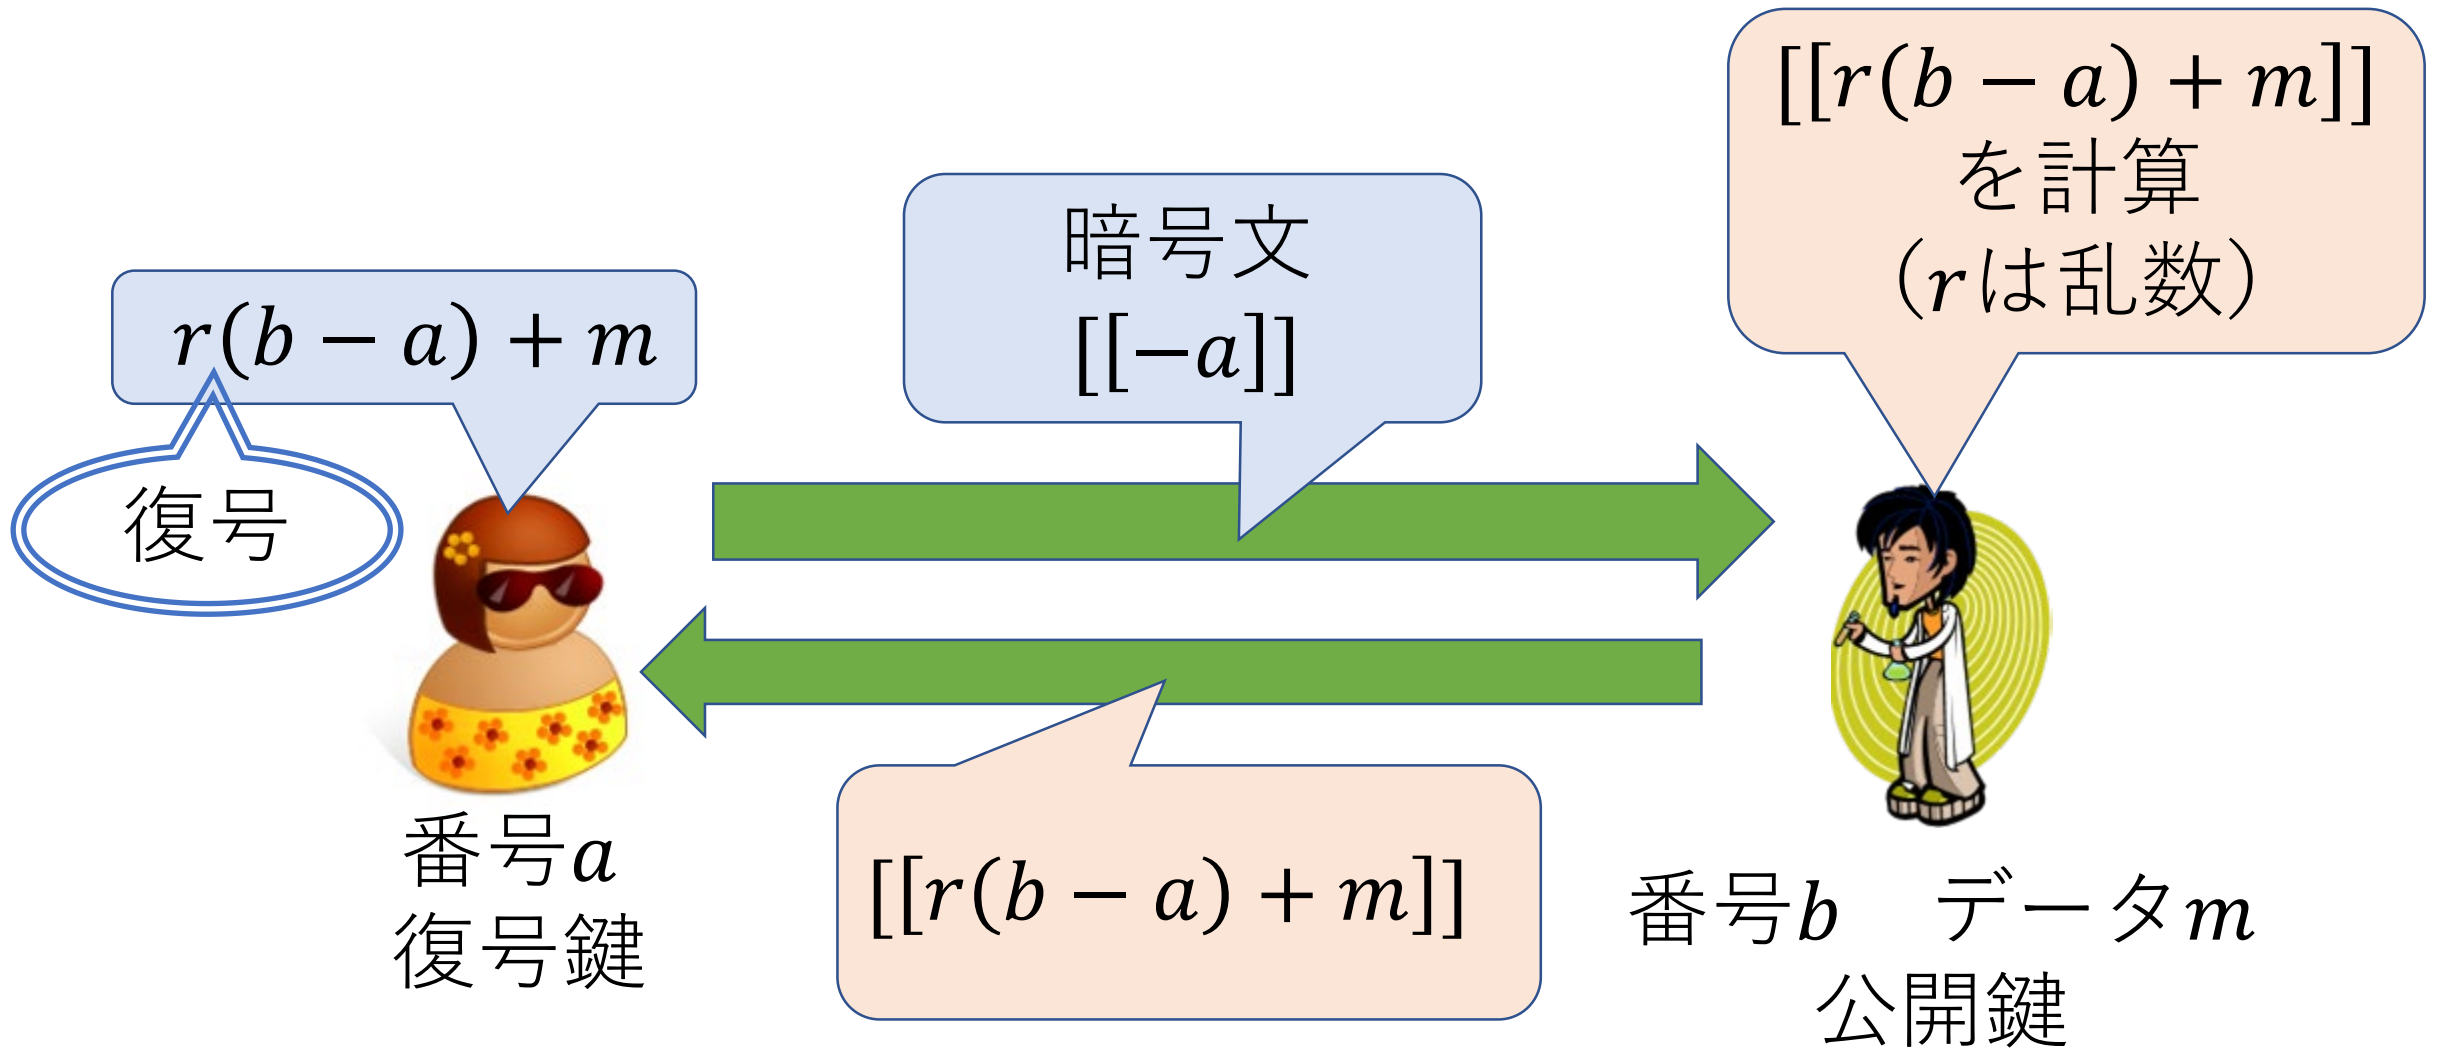 [[r(b − a) + m]]
を計算
(rは乱数)
暗号文
[[−a]]
r(b − a) + m
復号
番号a
復号鍵
[[r(b − a) + m]]
番号b　データm
公開鍵